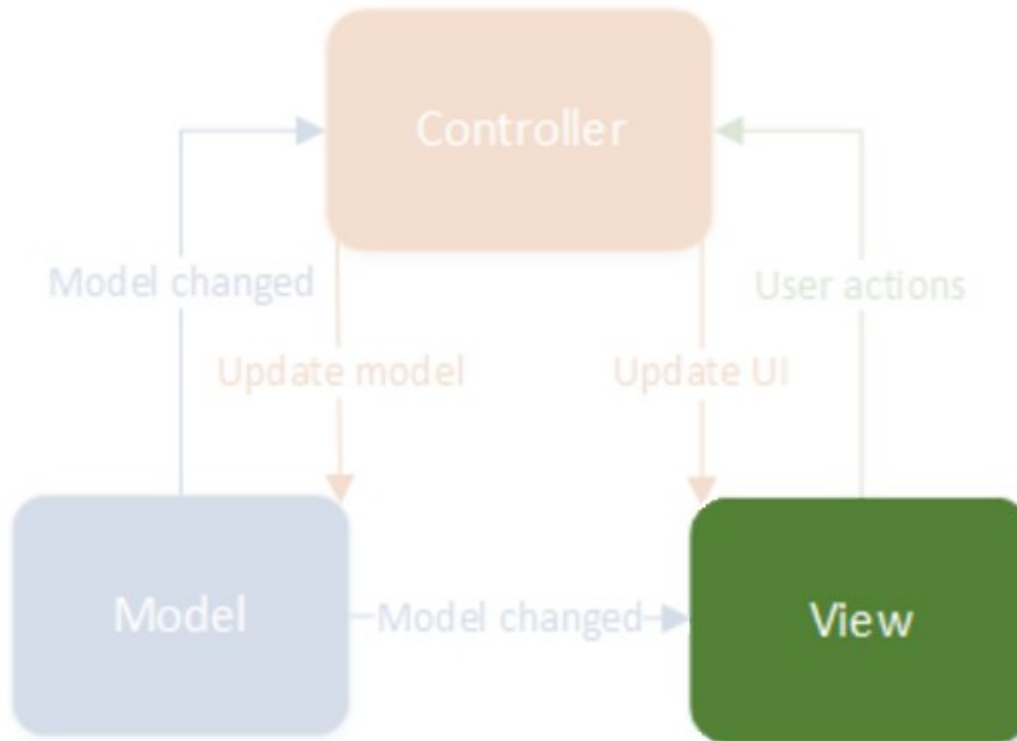 Controller
Model changed
User actions
Update model
Update UI
Model
Model changed
View